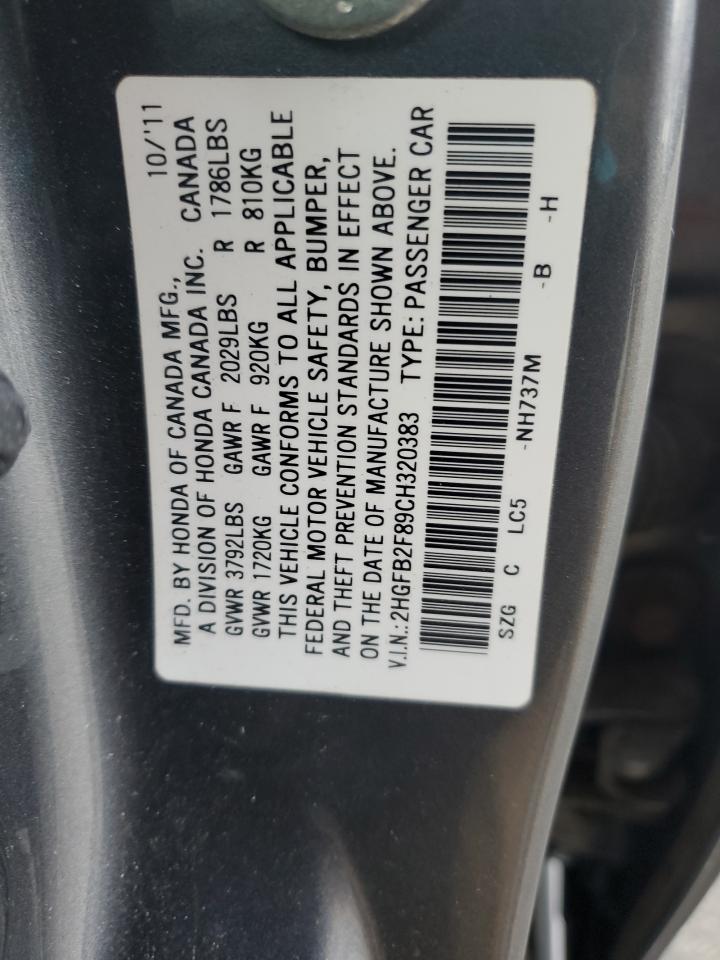 MFD. BY HONDA OF CANADA MFG., 10/'11
A DIVISION OF HONDA CANADA INC. CANADA
GVWR 3792LBS GAWR F 2029LBS R 1786LBS
GVWR 1720KG GAWR F 920KG R 810KG
THIS VEHICLE CONFORMS TO ALL APPLICABLE
FEDERAL MOTOR VEHICLE SAFETY, BUMPER,
AND THEFT PREVENTION STANDARDS IN EFFECT
ON THE DATE OF MANUFACTURE SHOWN ABOVE.
V.I.N.:2HGFB2F89CH320383 TYPE: PASSENGER CAR
SZG C LC5 -NH737M -B -H